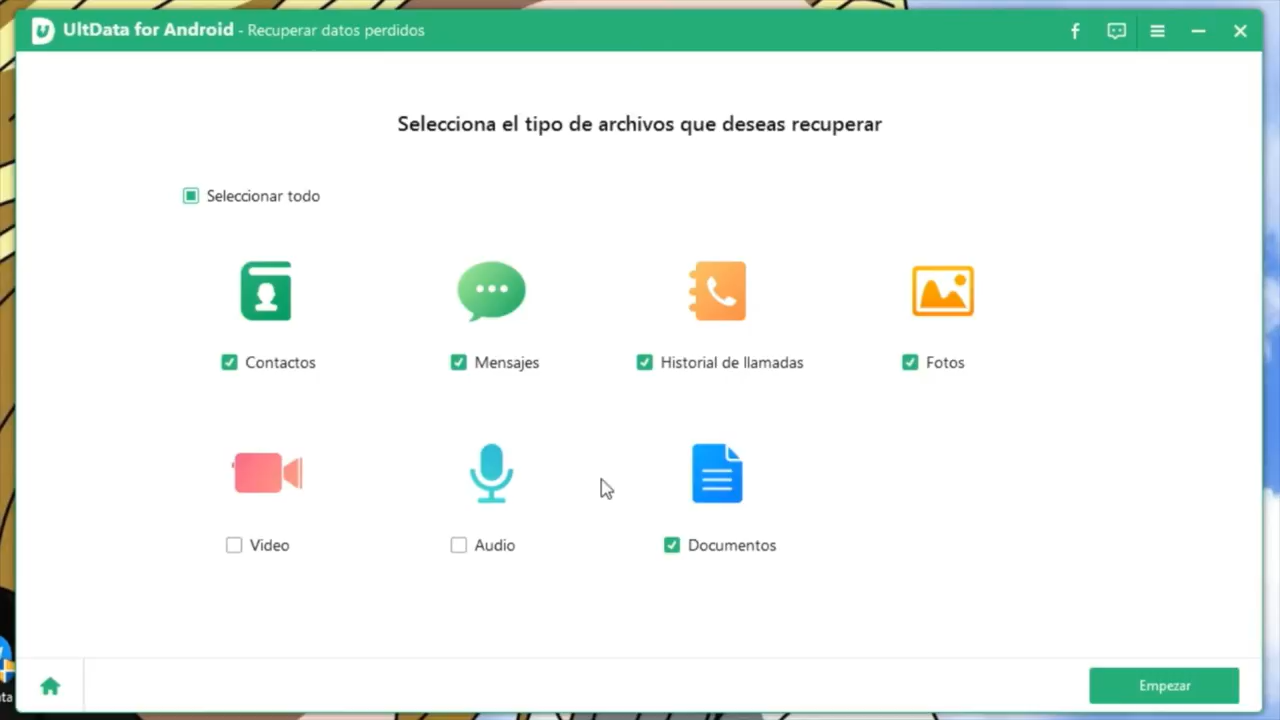 UltData for Android - Recuperar datos perdidos
Selecciona el tipo de archivos que deseas recuperar
Seleccionar todo
Contactos
Mensajes
Historial de llamadas
Fotos
Video
Audio
Documentos
Empezar